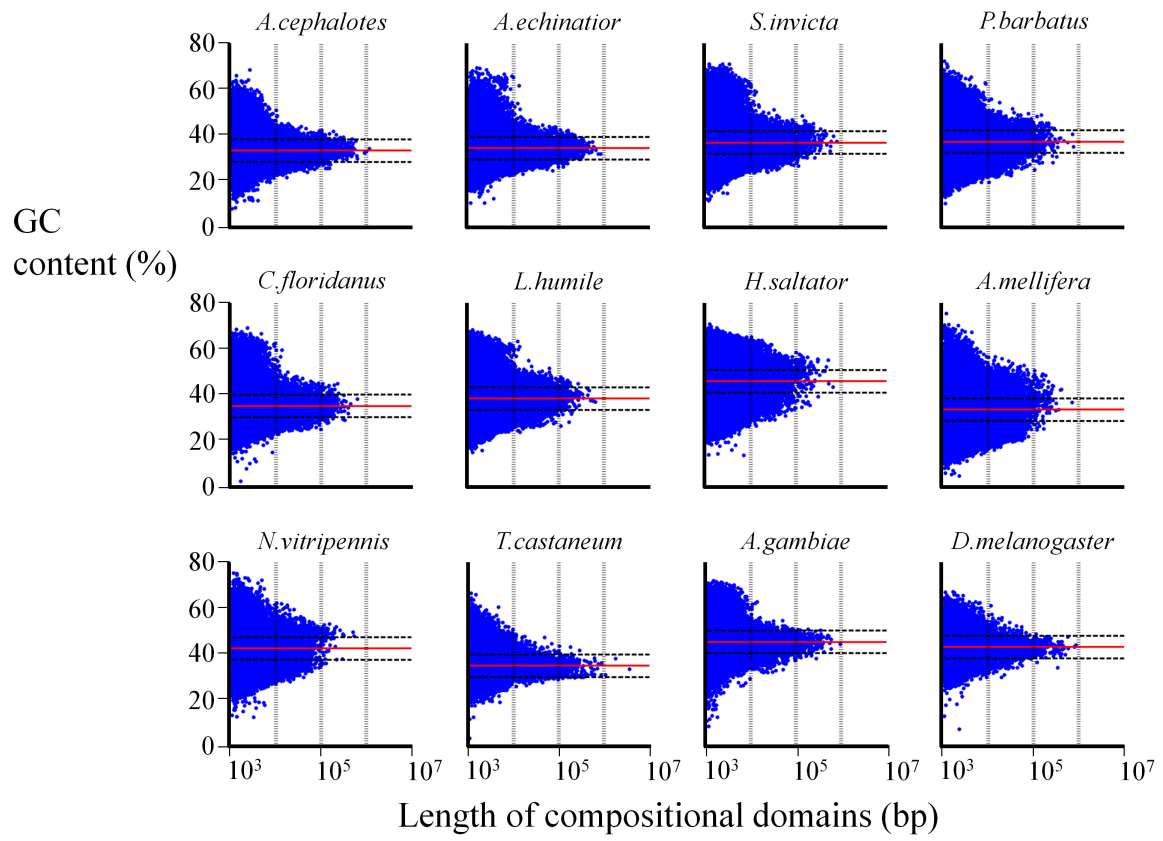 A.cephalotes A.echinatior S.invicta P.barbatus
80
60
40
20
0
GC
content (%)
C.floridanus L.humile H.saltator A.mellifera
80
60
40
20
0
N.vitripennis T.castaneum A.gambiae D.melanogaster
80
60
40
20
0
10³ 10⁵ 10⁷ 10³ 10⁵ 10⁷ 10³ 10⁵ 10⁷ 10³ 10⁵ 10⁷
Length of compositional domains (bp)